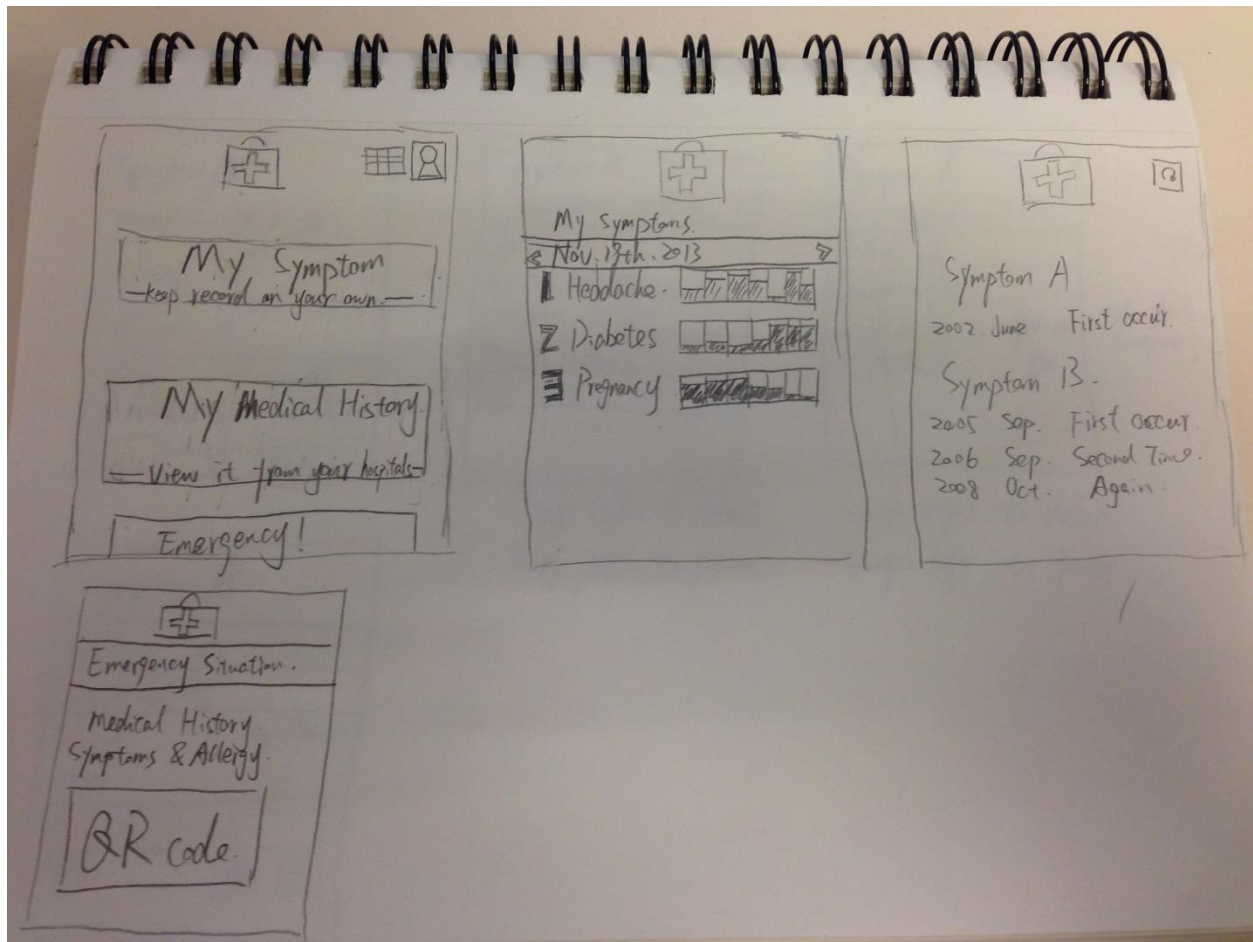 My Symptom
keep record on your own.
My Medical History.
View it from your hospitals
Emergency!
My Symptoms.
< Nov. 13th. 2013 >
1 Headache.
2 Diabetes
3 Pregnancy
Symptom A
2002 June First occur.
Symptom B.
2005 Sep. First occur
2006 Sep. Second Time.
2008 Oct. Again.
Emergency Situation.
Medical History.
Symptoms & Allergy.
QR code.